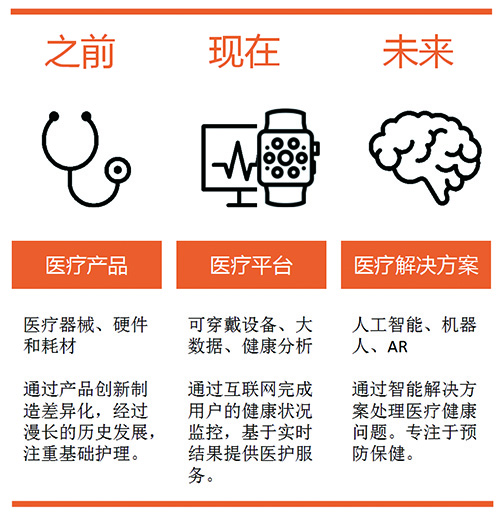 之前
现在
未来
医疗产品
医疗平台
医疗解决方案
医疗器械、硬件
和耗材
可穿戴设备、大
数据、健康分析
人工智能、机器
人、AR
通过产品创新制
造差异化，经过
漫长的历史发展，
注重基础护理。
通过互联网完成
用户的健康状况
监控，基于实时
结果提供医护服
务。
通过智能解决方
案处理医疗健康
问题。专注于预
防保健。